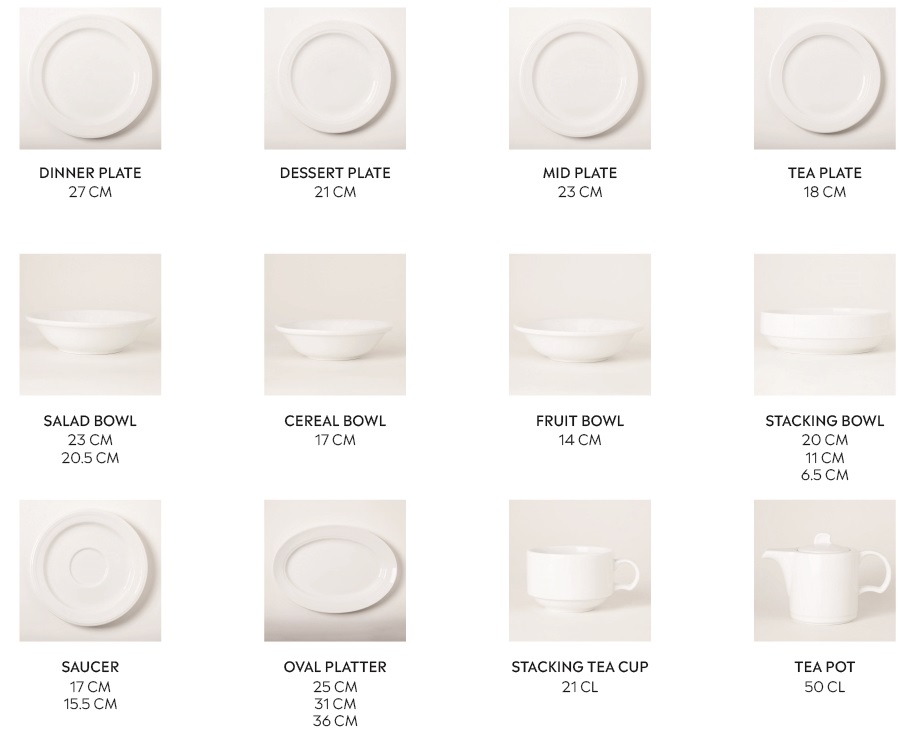 DINNER PLATE
27 CM
DESSERT PLATE
21 CM
MID PLATE
23 CM
TEA PLATE
18 CM
SALAD BOWL
23 CM
20.5 CM
CEREAL BOWL
17 CM
FRUIT BOWL
14 CM
STACKING BOWL
20 CM
11 CM
6.5 CM
SAUCER
17 CM
15.5 CM
OVAL PLATTER
25 CM
31 CM
36 CM
STACKING TEA CUP
21 CL
TEA POT
50 CL